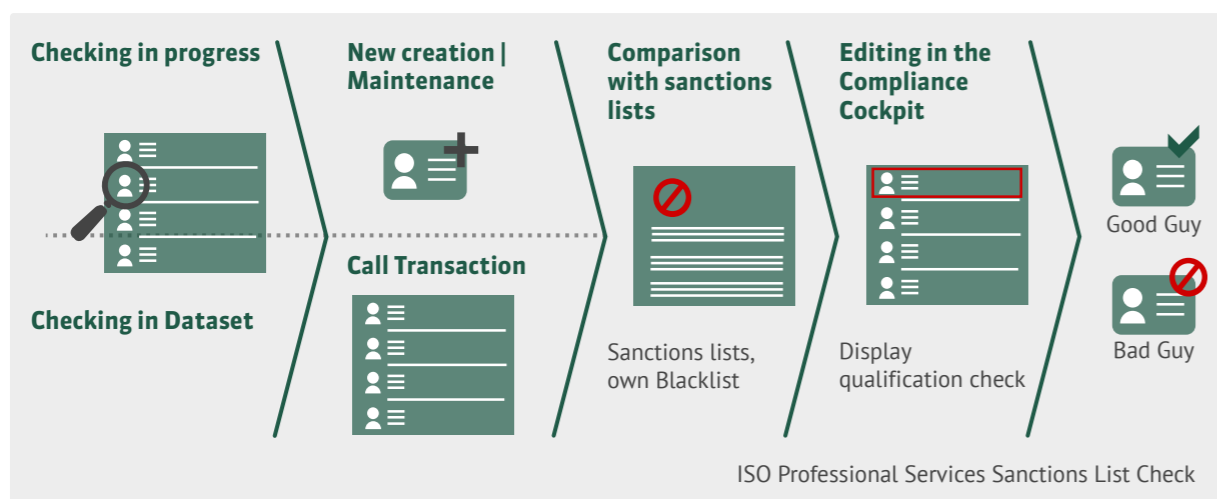 Checking in progress
Checking in Dataset
New creation |
Maintenance
Call Transaction
Comparison
with sanctions
lists
Sanctions lists,
own Blacklist
Editing in the
Compliance
Cockpit
Display
qualification check
Good Guy
Bad Guy
ISO Professional Services Sanctions List Check